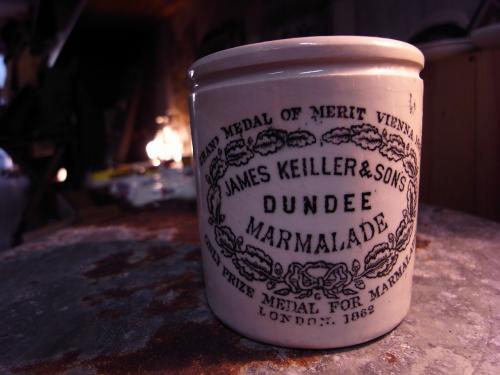 GRAND MEDAL OF MERIT VIENNA
JAMES KEILLER & SONS
DUNDEE
MARMALADE
ONLY PRIZE MEDAL FOR MARMALADE
LONDON. 1862